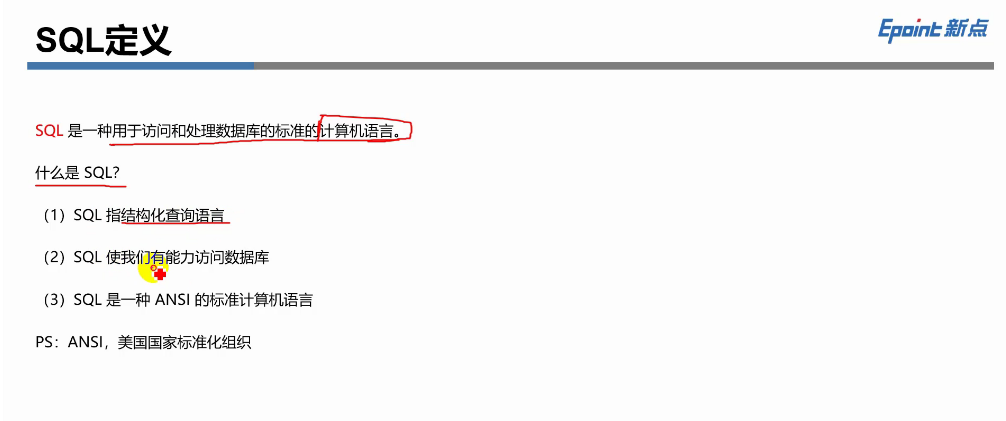 SQL定义
Epoint 新点
SQL 是一种用于访问和处理数据库的标准的计算机语言。
什么是 SQL?
（1）SQL 指结构化查询语言
（2）SQL 使我们有能力访问数据库
（3）SQL 是一种 ANSI 的标准计算机语言
PS：ANSI，美国国家标准化组织